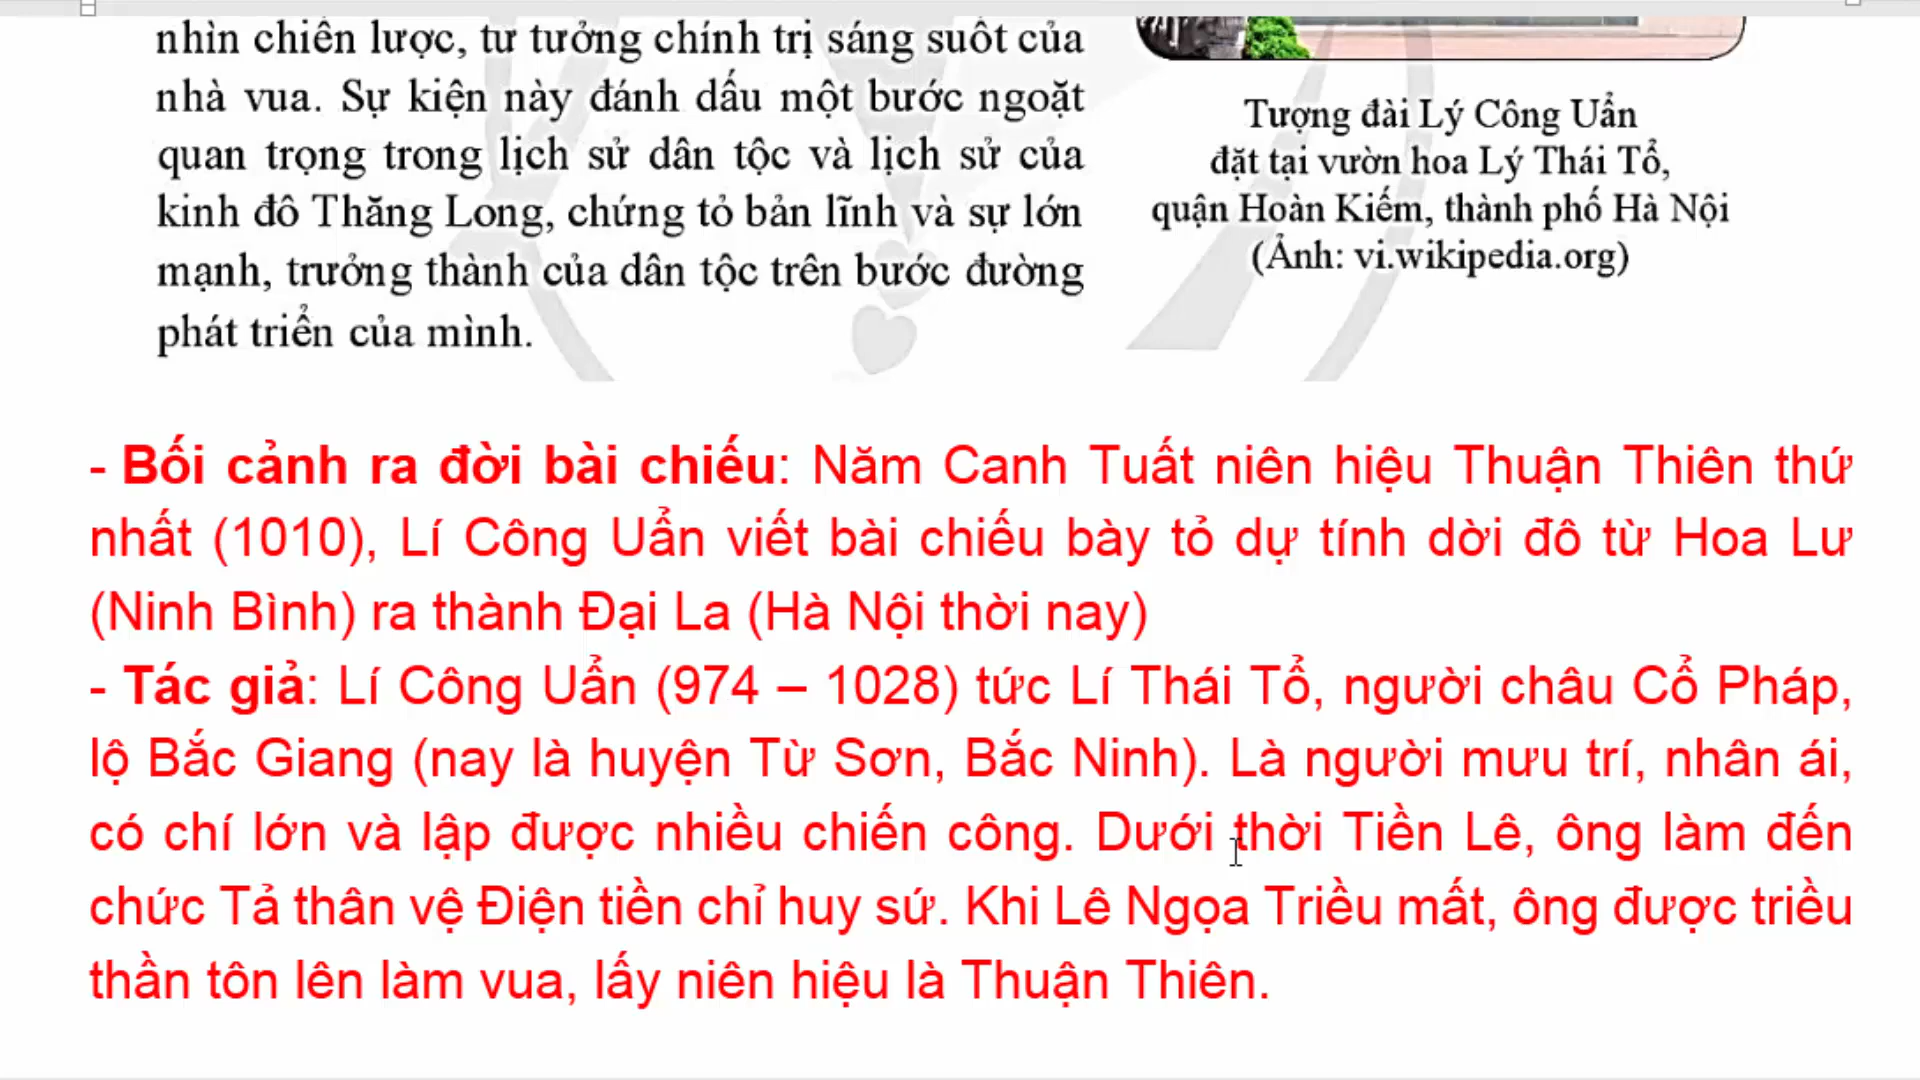 nhìn chiến lược, tư tưởng chính trị sáng suốt của
nhà vua. Sự kiện này đánh dấu một bước ngoặt
quan trọng trong lịch sử dân tộc và lịch sử của
kinh đô Thăng Long, chứng tỏ bản lĩnh và sự lớn
mạnh, trưởng thành của dân tộc trên bước đường
phát triển của mình.
Tượng đài Lý Công Uẩn
đặt tại vườn hoa Lý Thái Tổ,
quận Hoàn Kiếm, thành phố Hà Nội
(Ảnh: vi.wikipedia.org)
- Bối cảnh ra đời bài chiếu: Năm Canh Tuất niên hiệu Thuận Thiên thứ
nhất (1010), Lí Công Uẩn viết bài chiếu bày tỏ dự tính dời đô từ Hoa Lư
(Ninh Bình) ra thành Đại La (Hà Nội thời nay)
- Tác giả: Lí Công Uẩn (974 – 1028) tức Lí Thái Tổ, người châu Cổ Pháp,
lộ Bắc Giang (nay là huyện Từ Sơn, Bắc Ninh). Là người mưu trí, nhân ái,
có chí lớn và lập được nhiều chiến công. Dưới thời Tiền Lê, ông làm đến
chức Tả thân vệ Điện tiền chỉ huy sứ. Khi Lê Ngọa Triều mất, ông được triều
thần tôn lên làm vua, lấy niên hiệu là Thuận Thiên.